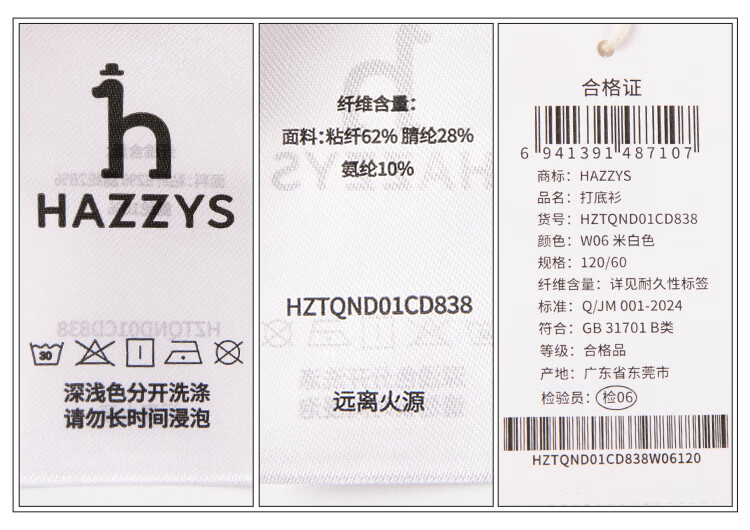 HAZZYS
30
深浅色分开洗涤
请勿长时间浸泡
纤维含量:
面料:粘纤62% 腈纶28%
氨纶10%
HZTQND01CD838
远离火源
合格证
6 941391 487107
商标: HAZZYS
品名: 打底衫
货号: HZTQND01CD838
颜色: W06 米白色
规格: 120/60
纤维含量: 详见耐久性标签
标准: Q/JM 001-2024
符合: GB 31701 B类
等级: 合格品
产地: 广东省东莞市
检验员: 检06
HZTQND01CD838W06120